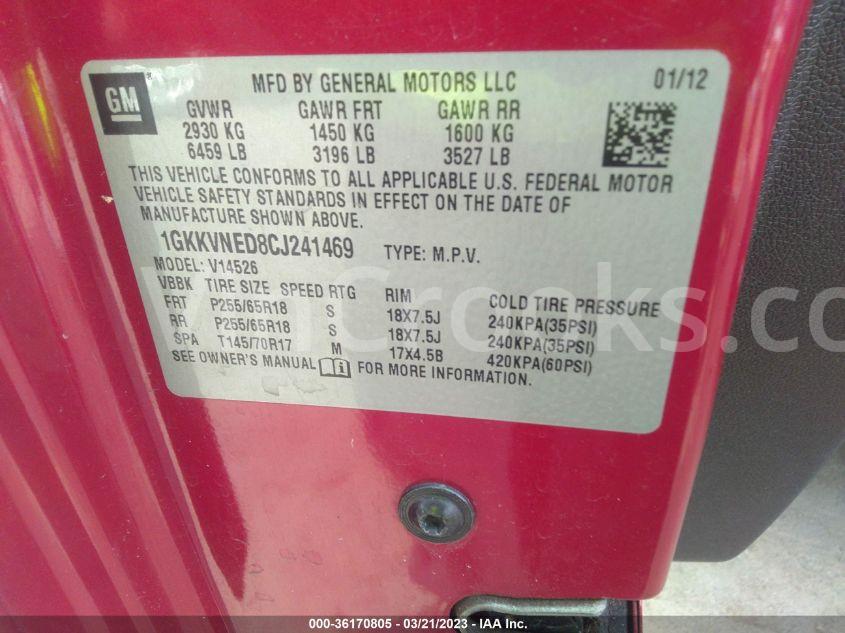 GM
MFD BY GENERAL MOTORS LLC 01/12
GVWR GAWR FRT GAWR RR
2930 KG 1450 KG 1600 KG
6459 LB 3196 LB 3527 LB
THIS VEHICLE CONFORMS TO ALL APPLICABLE U.S. FEDERAL MOTOR
VEHICLE SAFETY STANDARDS IN EFFECT ON THE DATE OF
MANUFACTURE SHOWN ABOVE.
1GKKVNED8CJ241469 TYPE: M.P.V.
MODEL: V14526
VBBK TIRE SIZE SPEED RTG RIM COLD TIRE PRESSURE
FRT P255/65R18 S 18X7.5J 240KPA(35PSI)
RR P255/65R18 S 18X7.5J 240KPA(35PSI)
SPA T145/70R17 M 17X4.5B 420KPA(60PSI)
SEE OWNER'S MANUAL FOR MORE INFORMATION.
000-36170805 - 03/21/2023 - IAA Inc.